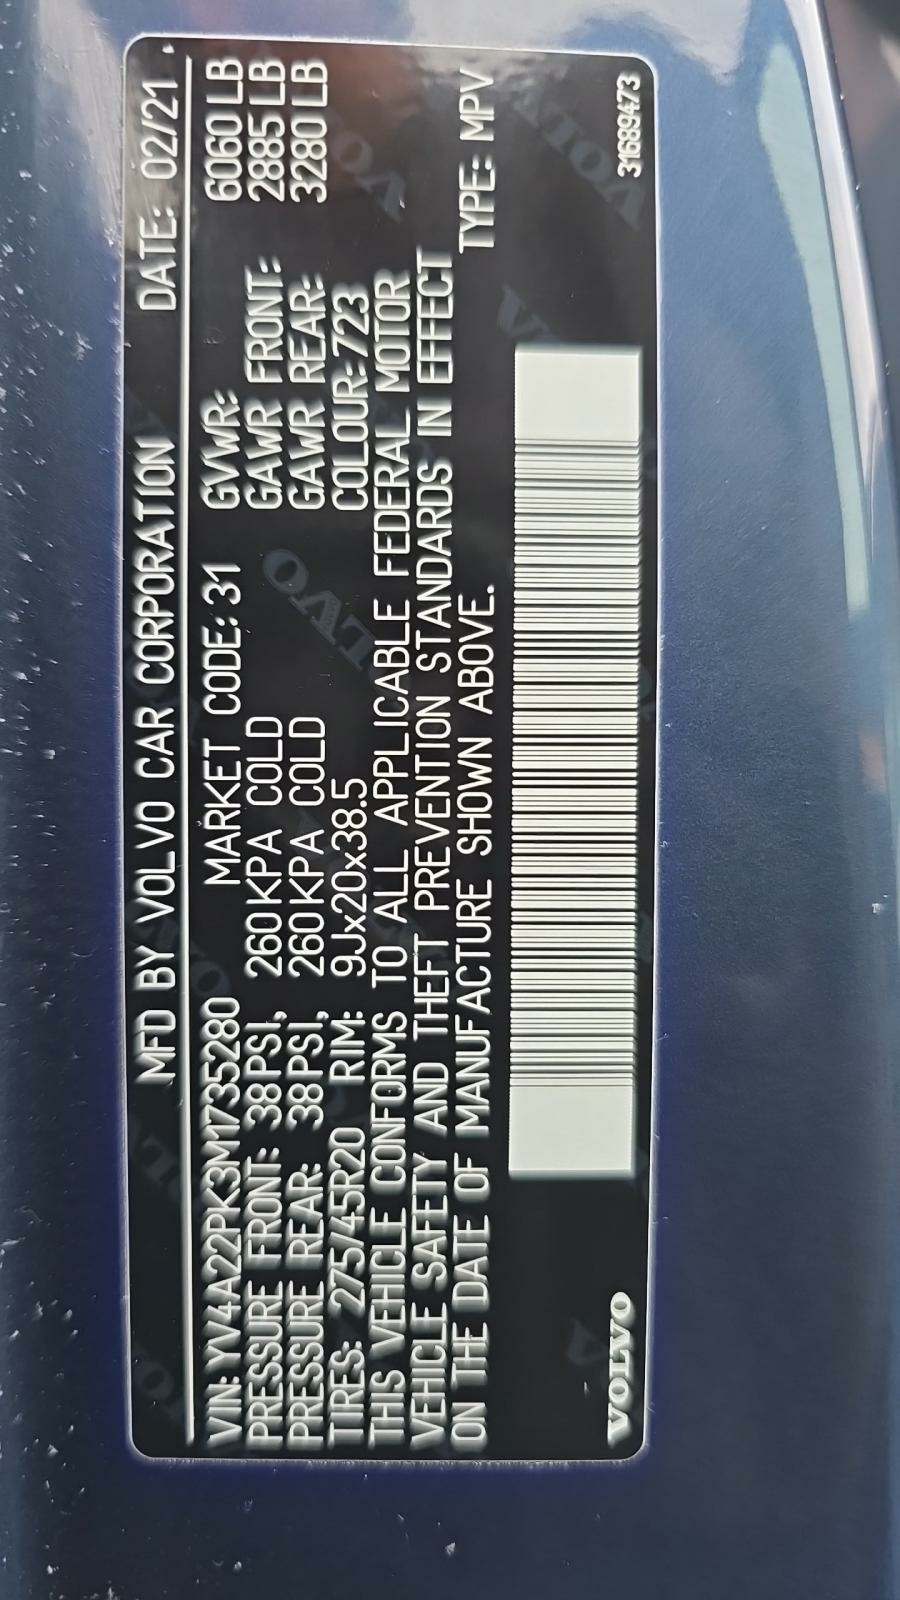 MFD BY VOLVO CAR CORPORATION DATE: 02/21
VIN: YV4A22PK3M1735280 MARKET CODE: 31 GVWR: 6060 LB
PRESSURE FRONT: 38 PSI, 260 KPA COLD GAWR FRONT: 2885 LB
PRESSURE REAR: 38 PSI, 260 KPA COLD GAWR REAR: 3280 LB
TIRES: 275/45R20 RIM: 9Jx20x38.5 COLOUR: 723
THIS VEHICLE CONFORMS TO ALL APPLICABLE FEDERAL MOTOR
VEHICLE SAFETY AND THEFT PREVENTION STANDARDS IN EFFECT
ON THE DATE OF MANUFACTURE SHOWN ABOVE. TYPE: MPV
VOLVO 31689473